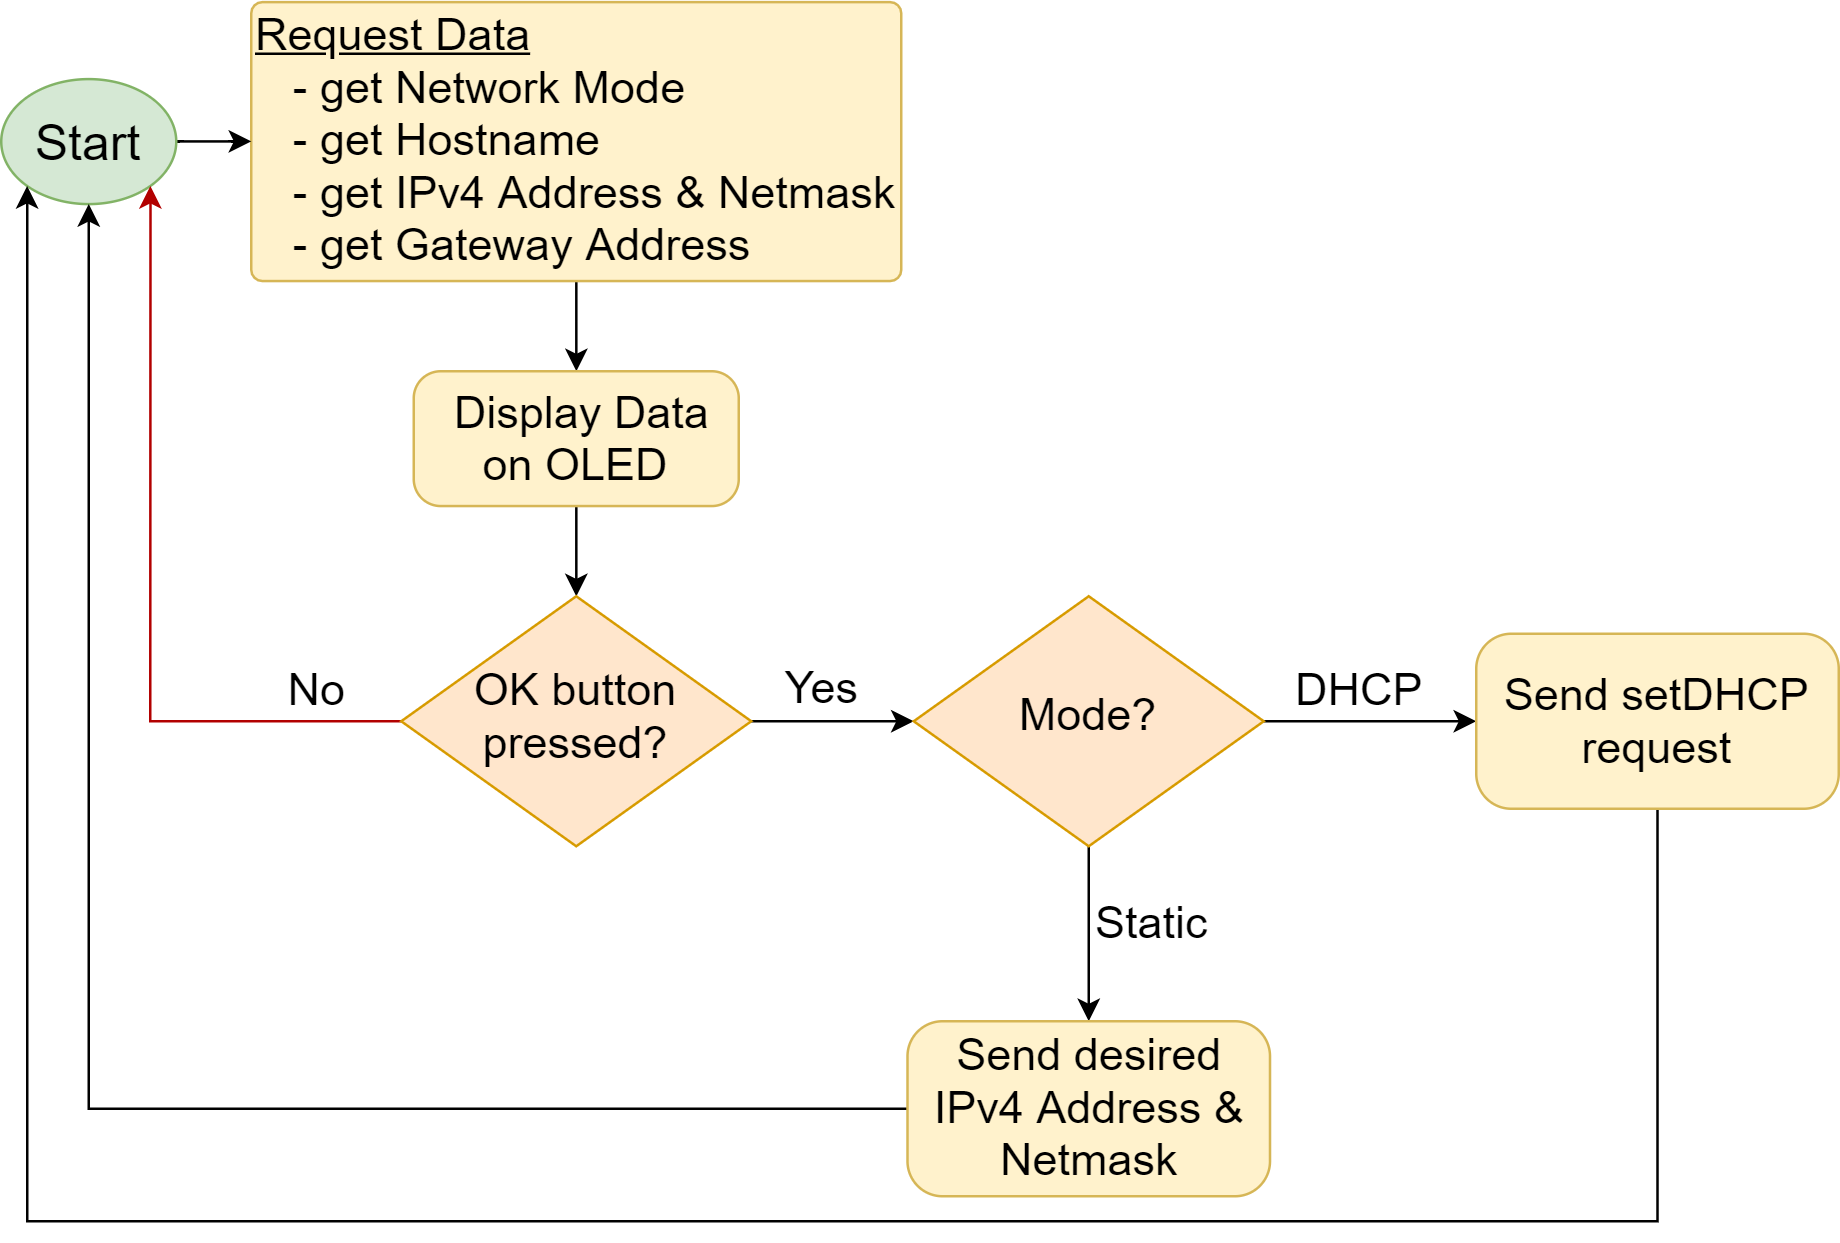 Request Data
- get Network Mode
- get Hostname
- get IPv4 Address & Netmask
- get Gateway Address
Start
Display Data
on OLED
OK button
pressed?
No
Yes
Mode?
DHCP
Send setDHCP
request
Static
Send desired
IPv4 Address &
Netmask